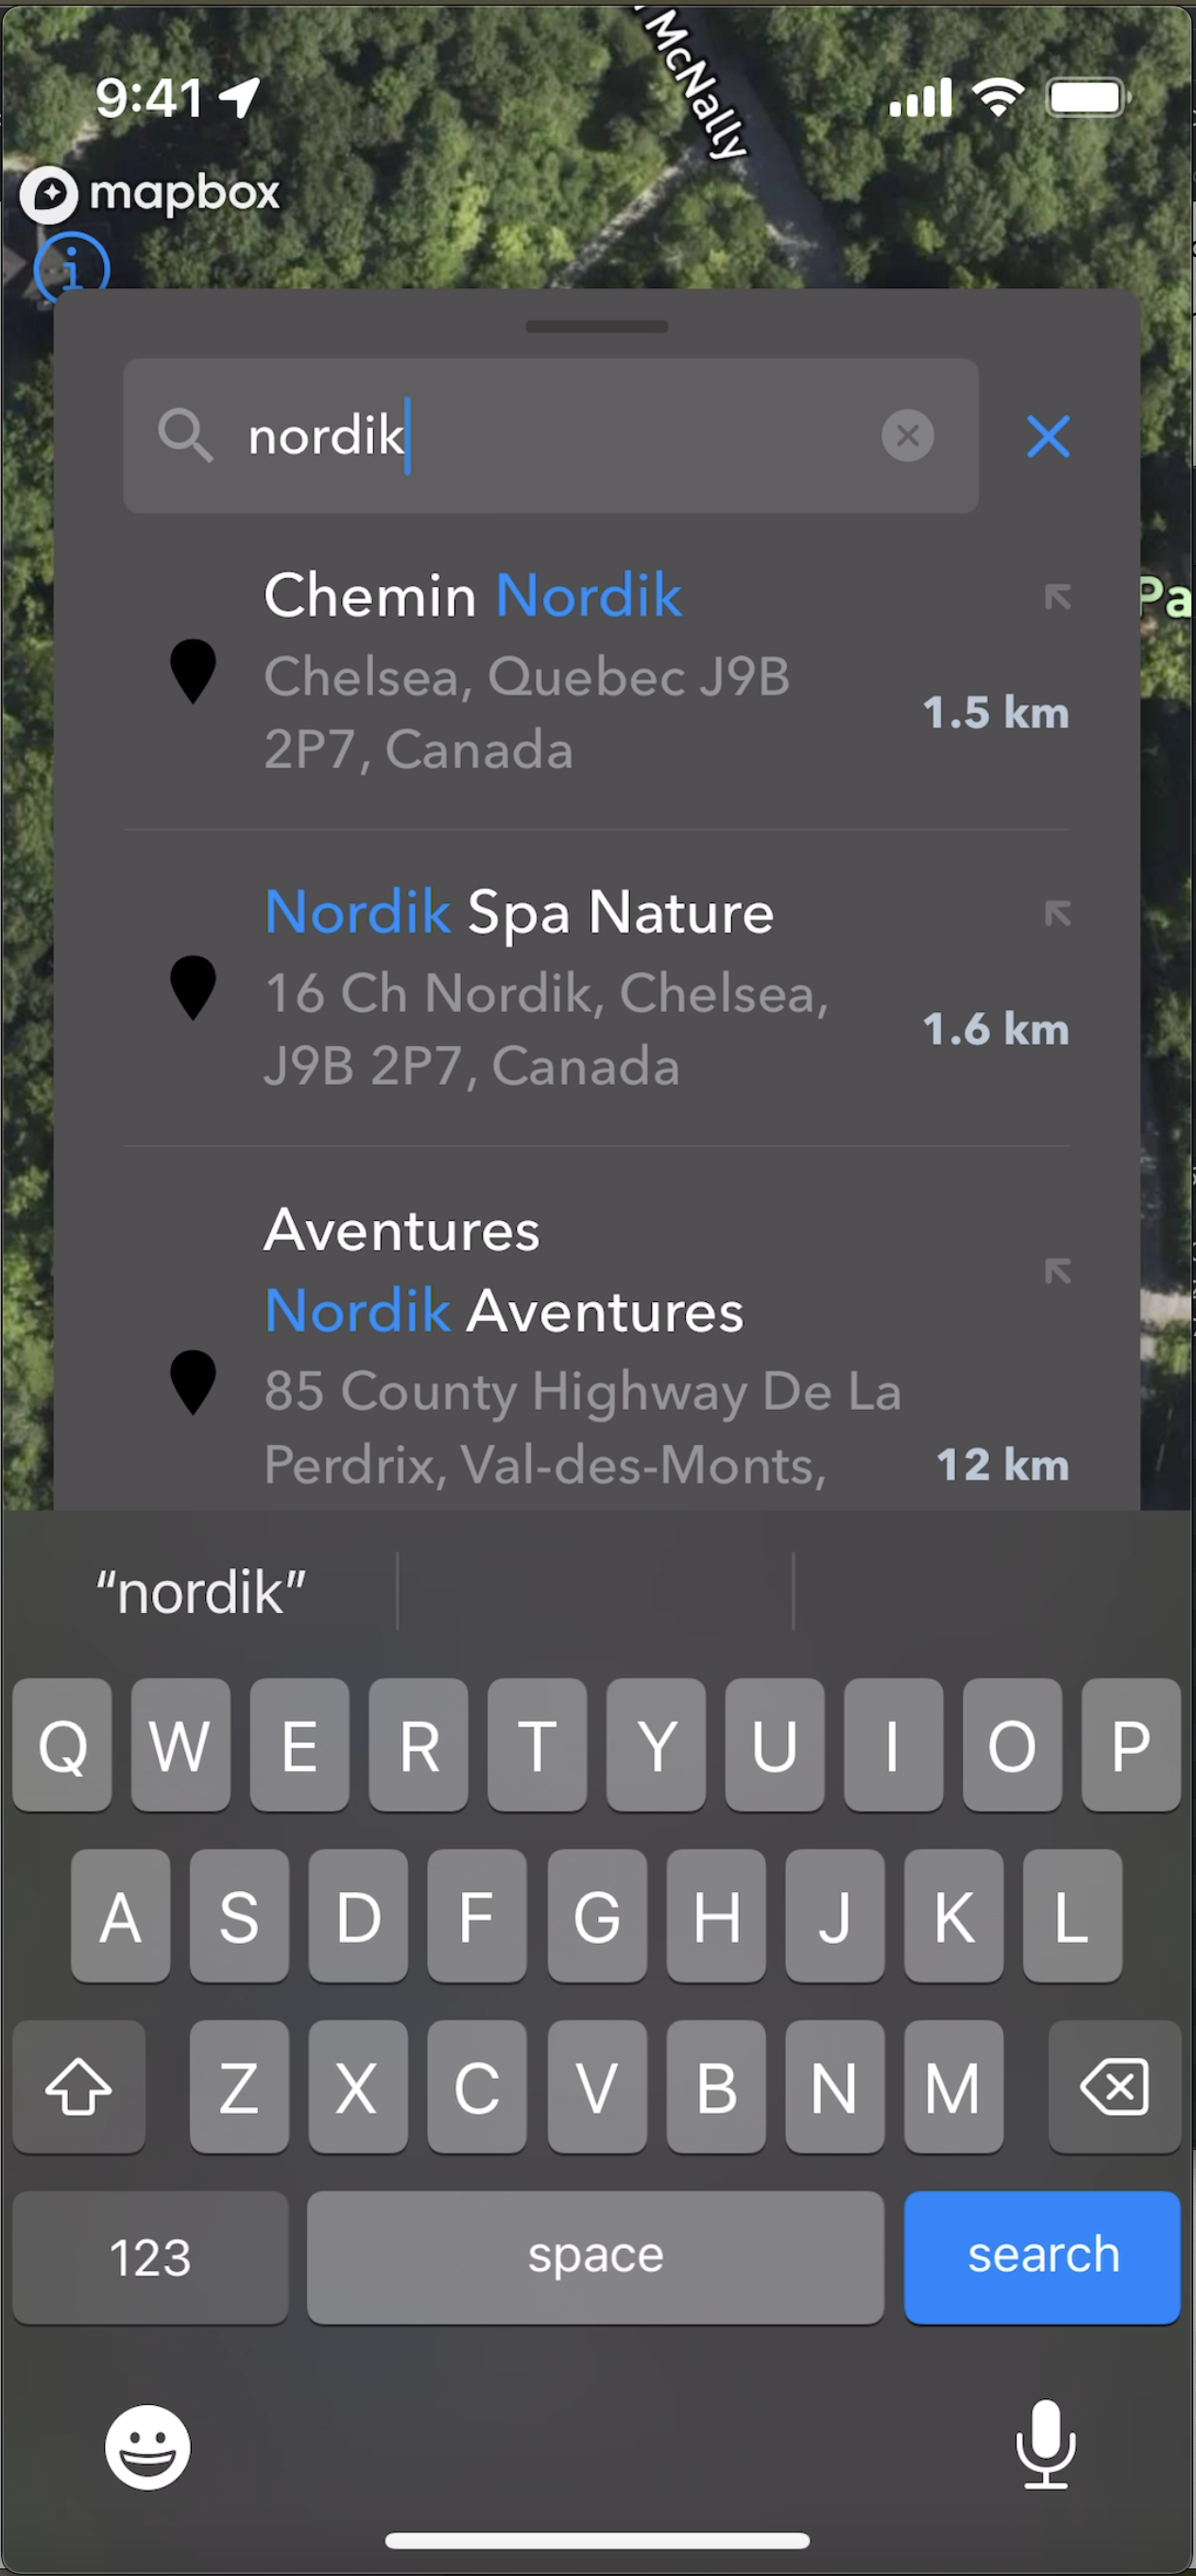 McNally
9:41
mapbox
nordik
Chemin Nordik
Chelsea, Quebec J9B
2P7, Canada
1.5 km
Pa
Nordik Spa Nature
16 Ch Nordik, Chelsea,
J9B 2P7, Canada
1.6 km
Aventures
Nordik Aventures
85 County Highway De La
Perdrix, Val-des-Monts,
12 km
“nordik”
Q W E R T Y U I O P
A S D F G H J K L
Z X C V B N M
123 space search